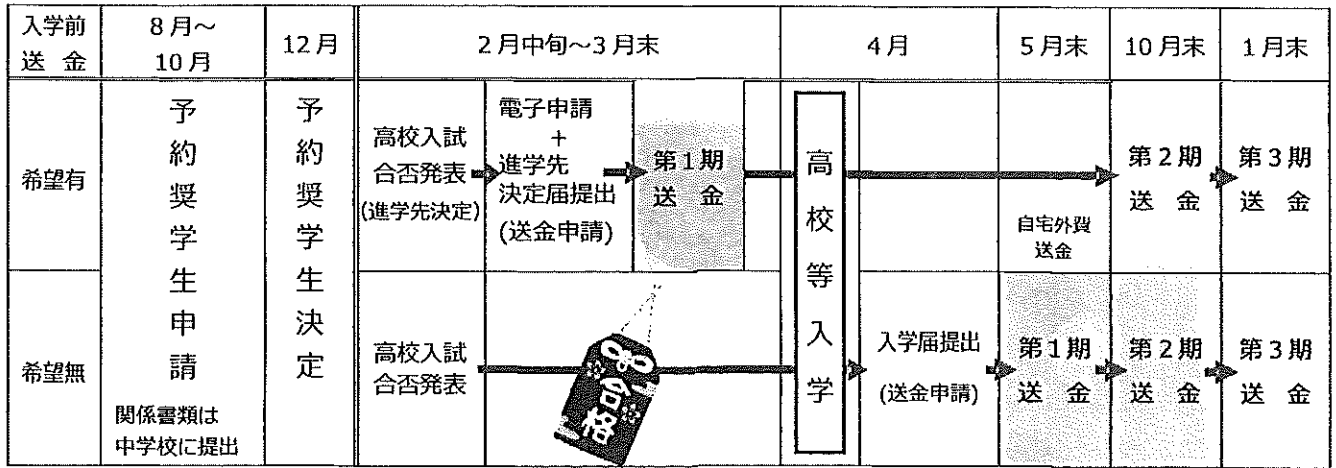 入学前
送 金
8月～
10月
12月
2月中旬～3月末
4月
5月末
10月末
1月末
希望有
予約奨学生申請
関係書類は
中学校に提出
予約奨学生決定
高校入試
合否発表
(進学先決定)
電子申請
+
進学先
決定届提出
(送金申請)
第1期
送 金
高校等入学
自宅外費
送金
第2期
送 金
第3期
送 金
希望無
高校入試
合否発表
合格
入学届提出
(送金申請)
第1期
送 金
第2期
送 金
第3期
送 金